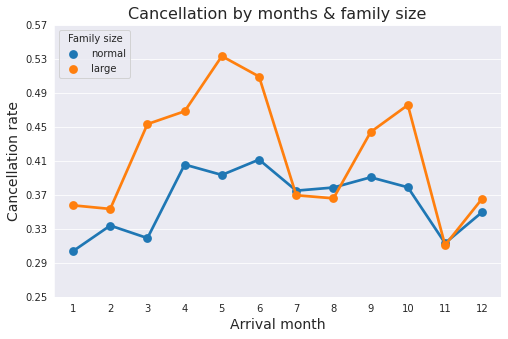 Cancellation by months & family size
Family size
normal
large
Cancellation rate
0.57
0.53
0.49
0.45
0.41
0.37
0.33
0.29
0.25
1 2 3 4 5 6 7 8 9 10 11 12
Arrival month